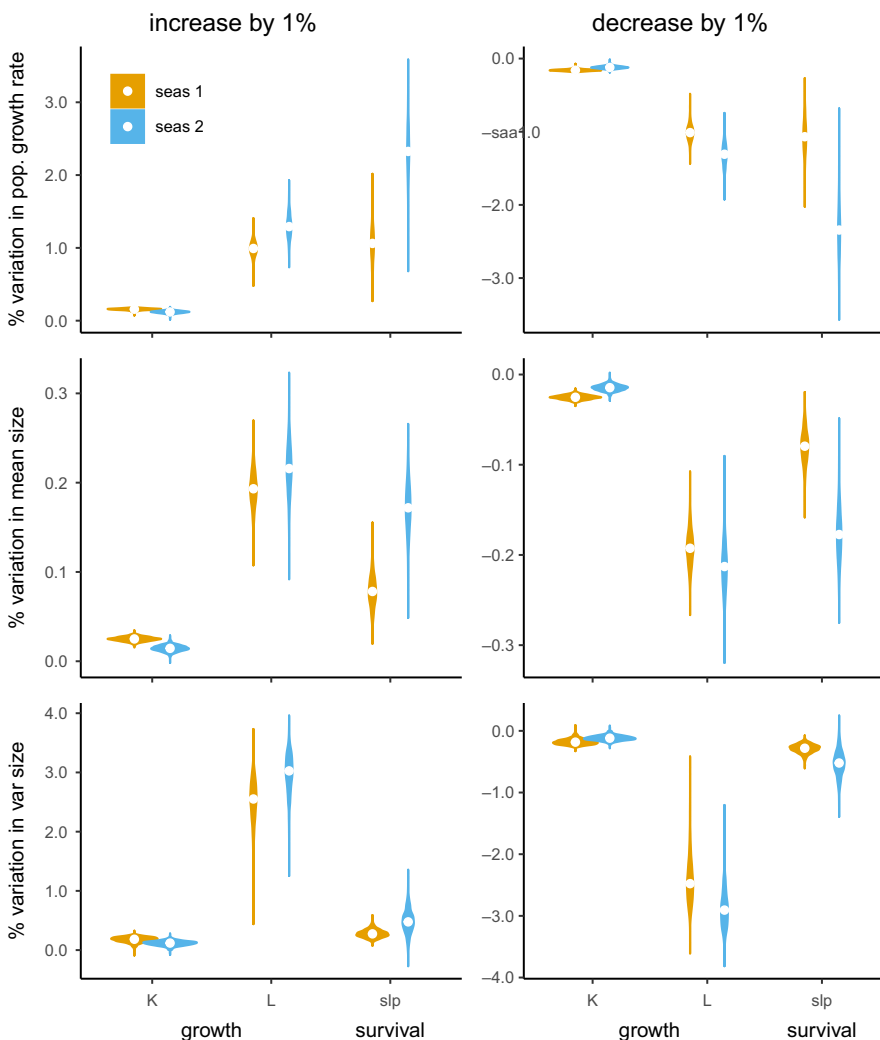 increase by 1%
decrease by 1%
% variation in pop. growth rate
3.0
2.0
1.0
0.0
seas 1
seas 2
0.0
–saa1.0
–2.0
–3.0
% variation in mean size
0.3
0.2
0.1
0.0
0.0
–0.1
–0.2
–0.3
% variation in var size
4.0
3.0
2.0
1.0
0.0
0.0
–1.0
–2.0
–3.0
–4.0
K L slp
K L slp
growth survival
growth survival